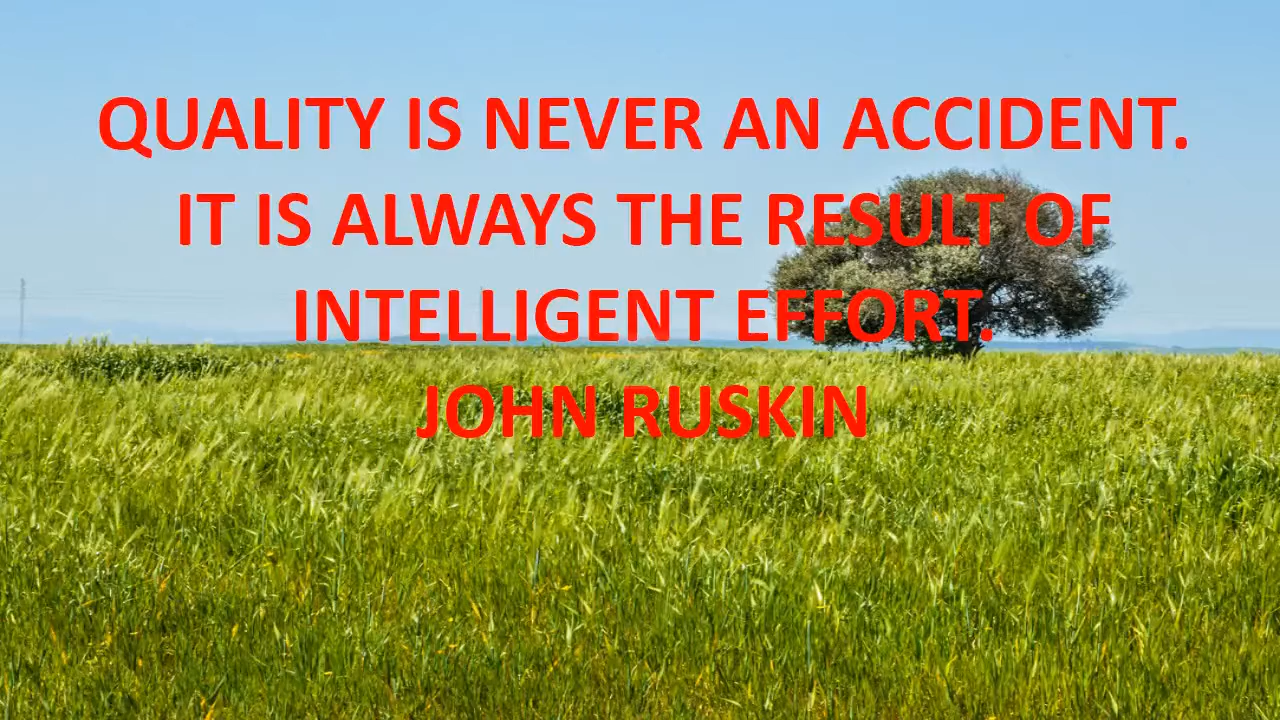 QUALITY IS NEVER AN ACCIDENT.
IT IS ALWAYS THE RESULT OF
INTELLIGENT EFFORT.
JOHN RUSKIN